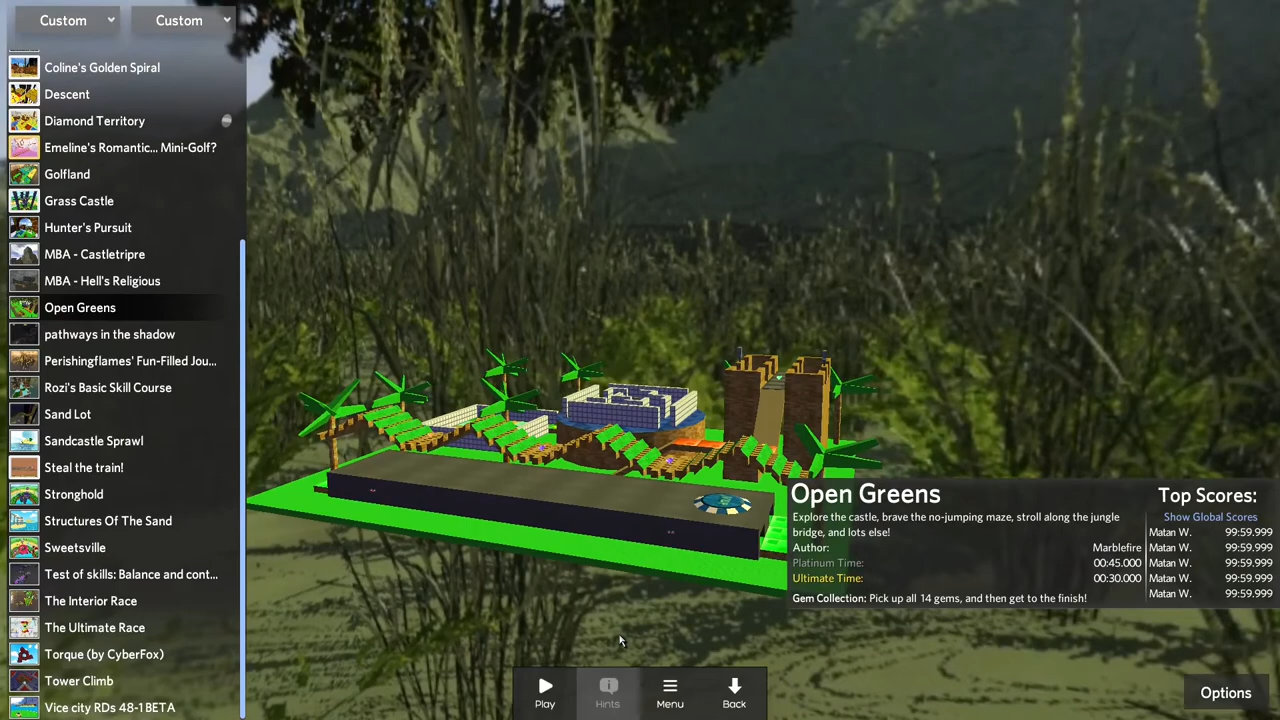 Custom
Custom
Coline's Golden Spiral
Descent
Diamond Territory
Emeline's Romantic... Mini-Golf?
Golfland
Grass Castle
Hunter's Pursuit
MBA - Castletripre
MBA - Hell's Religious
Open Greens
pathways in the shadow
Perishingflames' Fun-Filled Jou...
Rozi's Basic Skill Course
Sand Lot
Sandcastle Sprawl
Steal the train!
Stronghold
Structures Of The Sand
Sweetsville
Test of skills: Balance and cont...
The Interior Race
The Ultimate Race
Torque (by CyberFox)
Tower Climb
Vice city RDs 48-1BETA
Open Greens
Explore the castle, brave the no-jumping maze, stroll along the jungle
bridge, and lots else!
Author: Marblefire
Platinum Time: 00:45.000
Ultimate Time: 00:30.000
Gem Collection: Pick up all 14 gems, and then get to the finish!
Top Scores:
Show Global Scores
Matan W. 99:59.999
Matan W. 99:59.999
Matan W. 99:59.999
Matan W. 99:59.999
Matan W. 99:59.999
Play
Hints
Menu
Back
Options